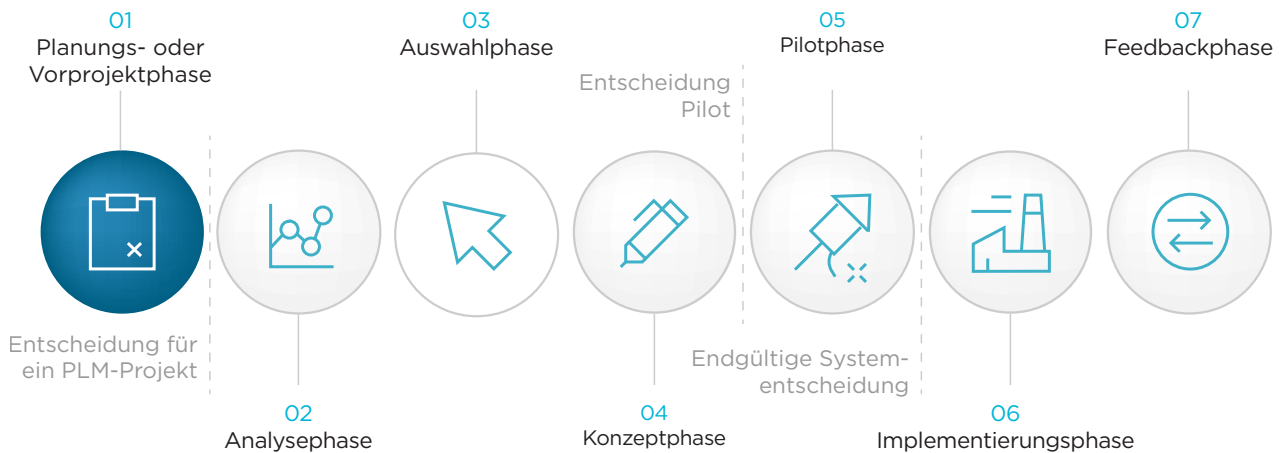 01
Planungs- oder
Vorprojektphase
03
Auswahlphase
05
Pilotphase
07
Feedbackphase
Entscheidung
Pilot
Entscheidung für
ein PLM-Projekt
Endgültige System-
entscheidung
02
Analysephase
04
Konzeptphase
06
Implementierungsphase